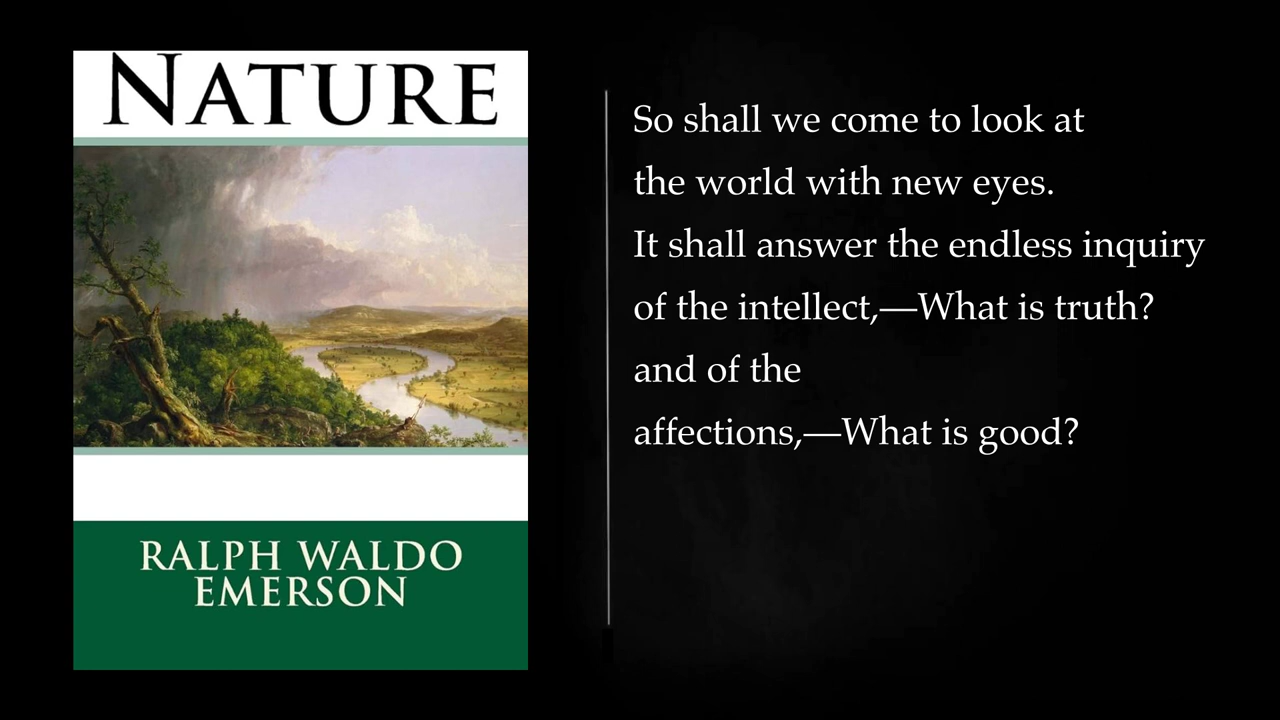 NATURE
RALPH WALDO
EMERSON
So shall we come to look at
the world with new eyes.
It shall answer the endless inquiry
of the intellect,—What is truth?
and of the
affections,—What is good?